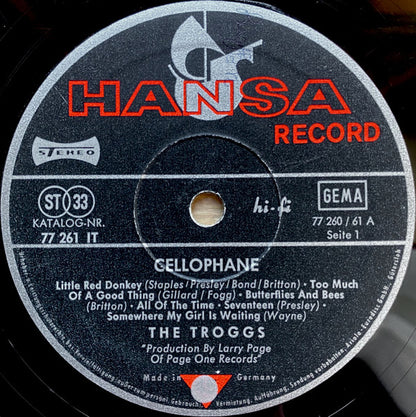 HANSA
RECORD
STEREO
ST 33
KATALOG-NR.
77 261 IT
hi-fi
GEMA
77 260 / 61 A
Seite 1
CELLOPHANE
Little Red Donkey (Staples/Presley/Bond/Britton) · Too Much
Of A Good Thing (Gillard / Fogg) · Butterflies And Bees
(Britton) · All Of The Time · Seventeen (Presley) ·
Somewhere My Girl Is Waiting (Wayne)
THE TROGGS
"Production By Larry Page
Of Page One Records"
Made in Germany